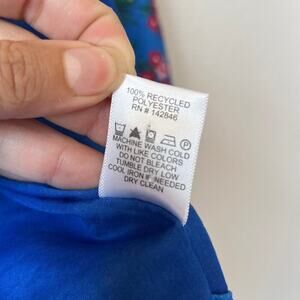 100% RECYCLED
POLYESTER
RN # 142846
MACHINE WASH COLD
WITH LIKE COLORS
DO NOT BLEACH
TUMBLE DRY LOW
COOL IRON IF NEEDED
DRY CLEAN